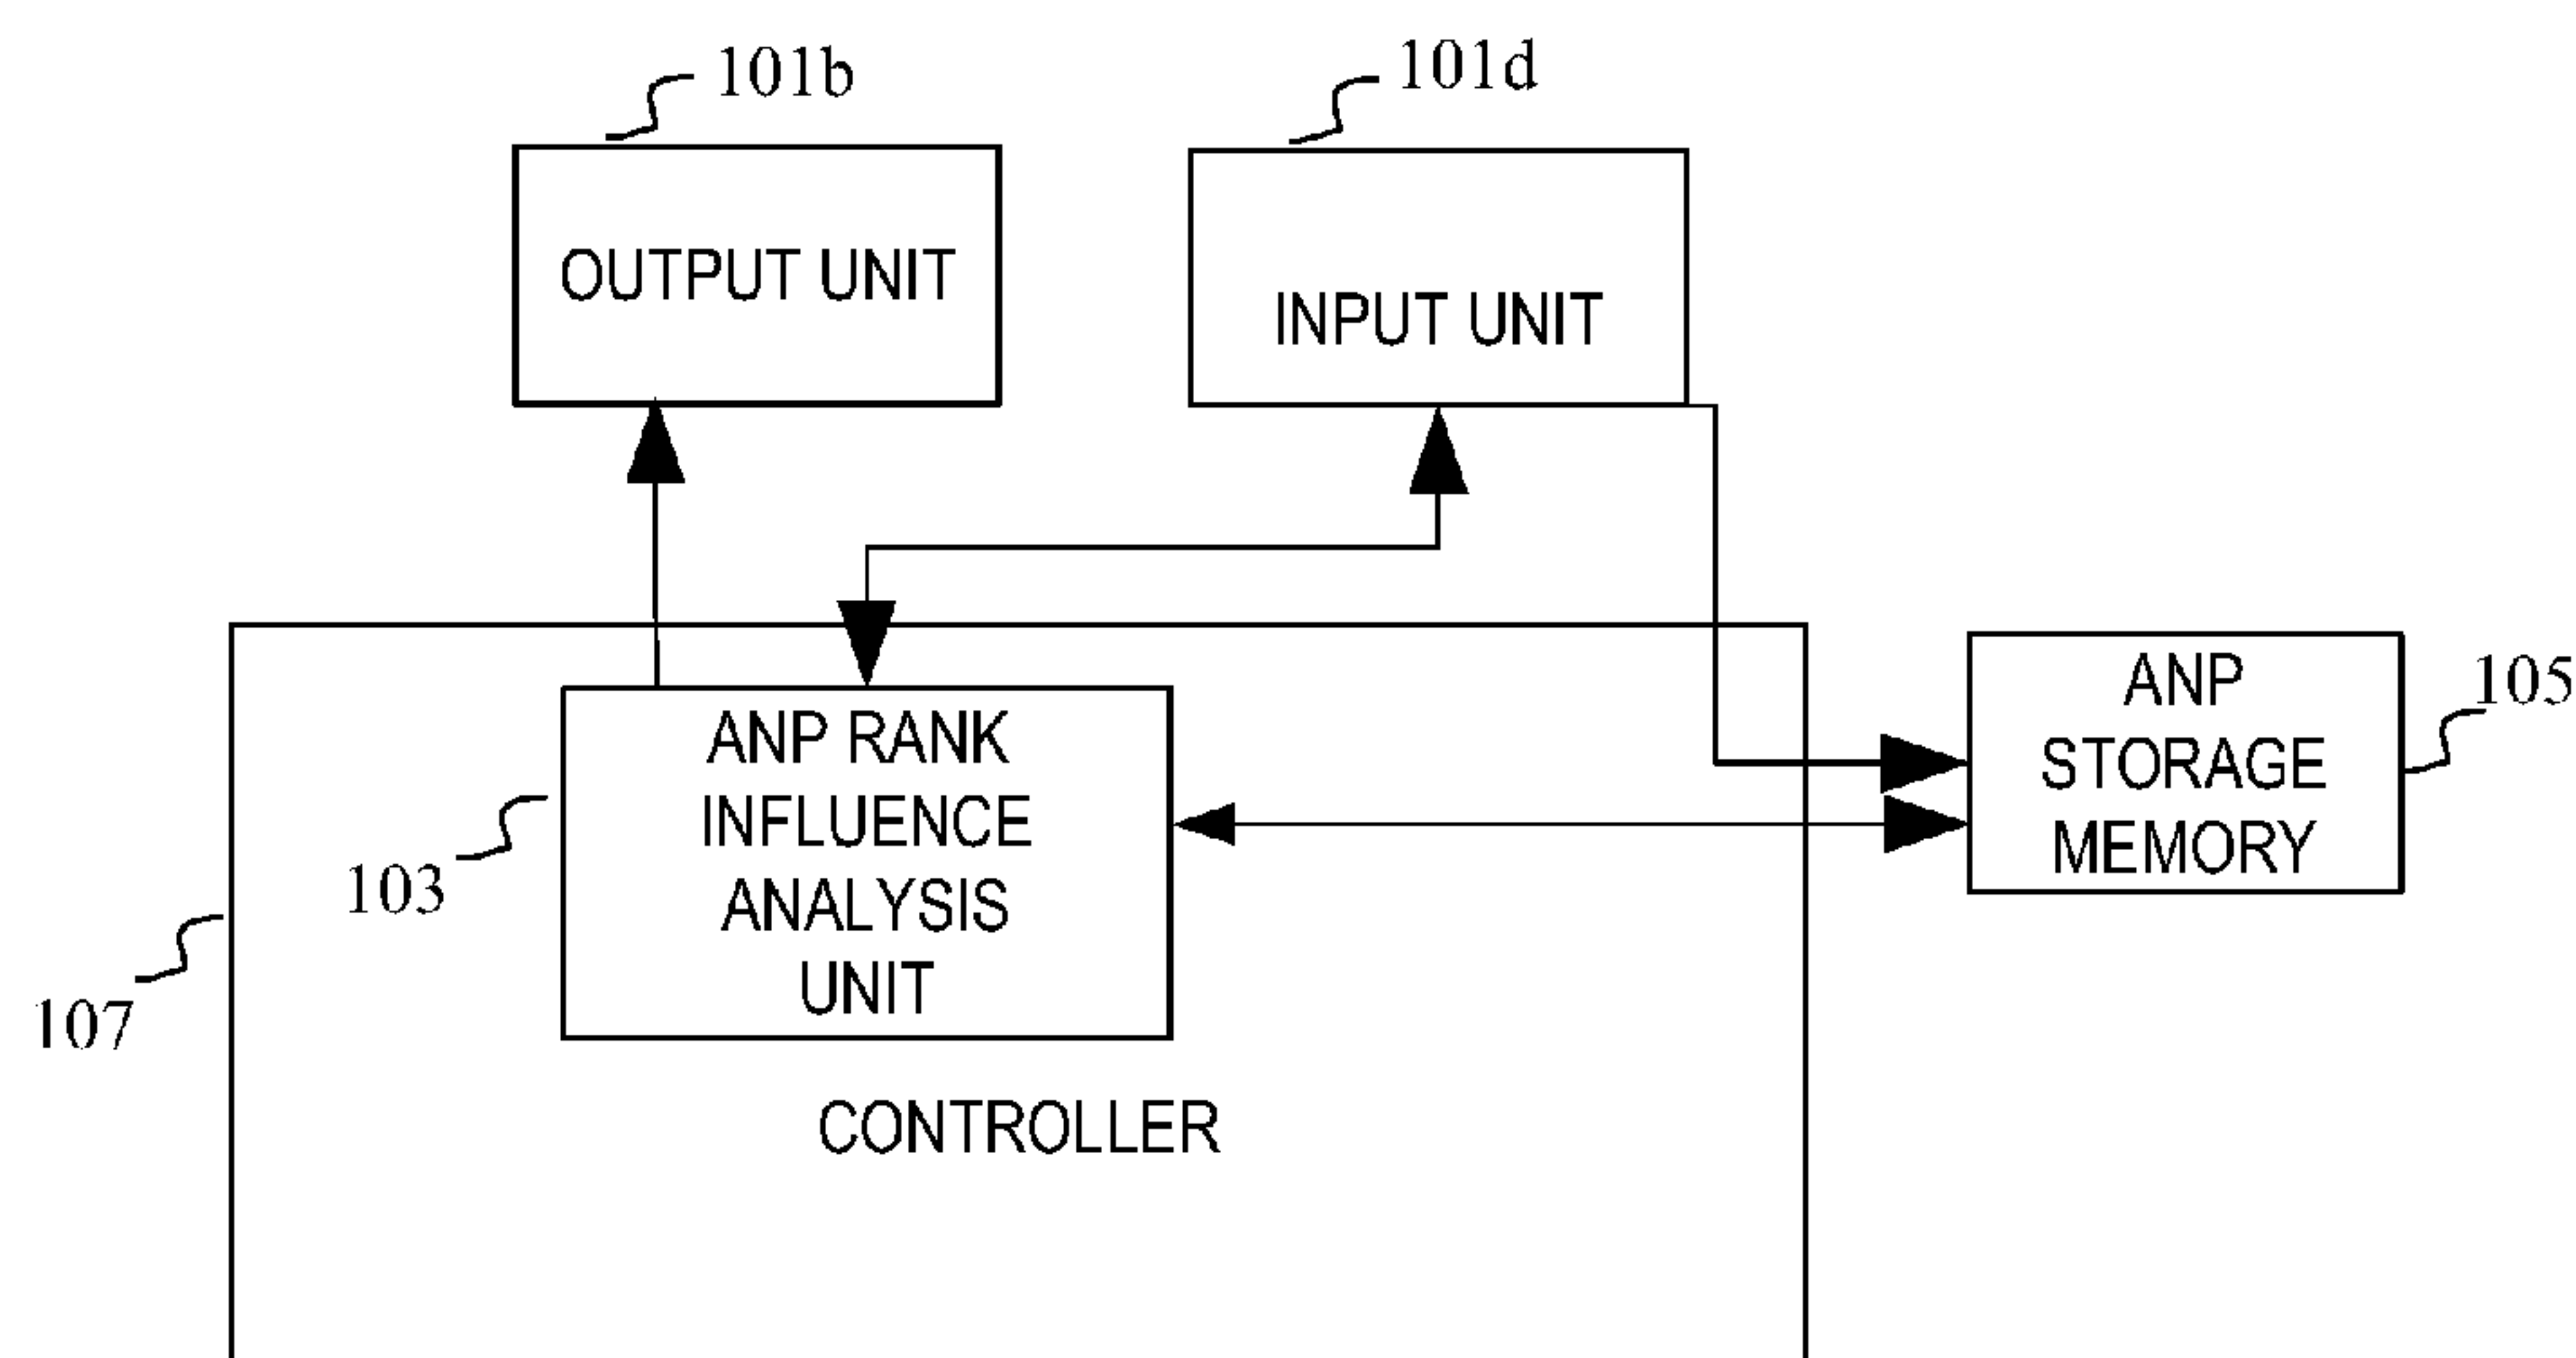 101b
101d
OUTPUT UNIT
INPUT UNIT
ANP RANK
INFLUENCE
ANALYSIS
UNIT
103
ANP
STORAGE
MEMORY
105
107
CONTROLLER